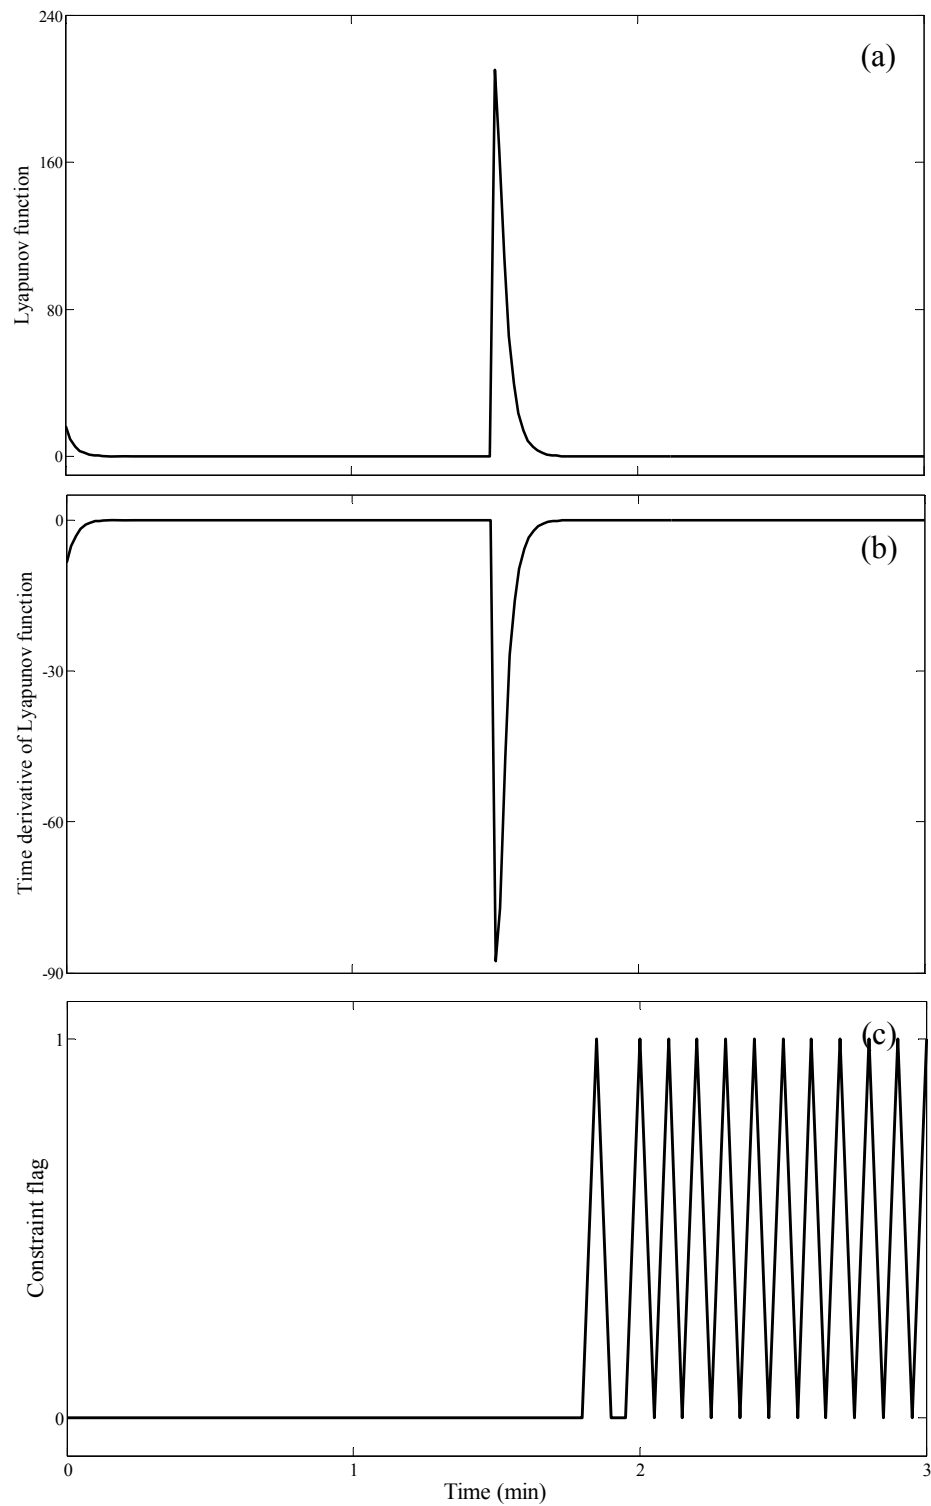 240
(a)
160
Lyapunov function
80
0
0
(b)
Time derivative of Lyapunov function
-30
-60
-90
(c)
1
Constraint flag
0
0 1 2 3
Time (min)